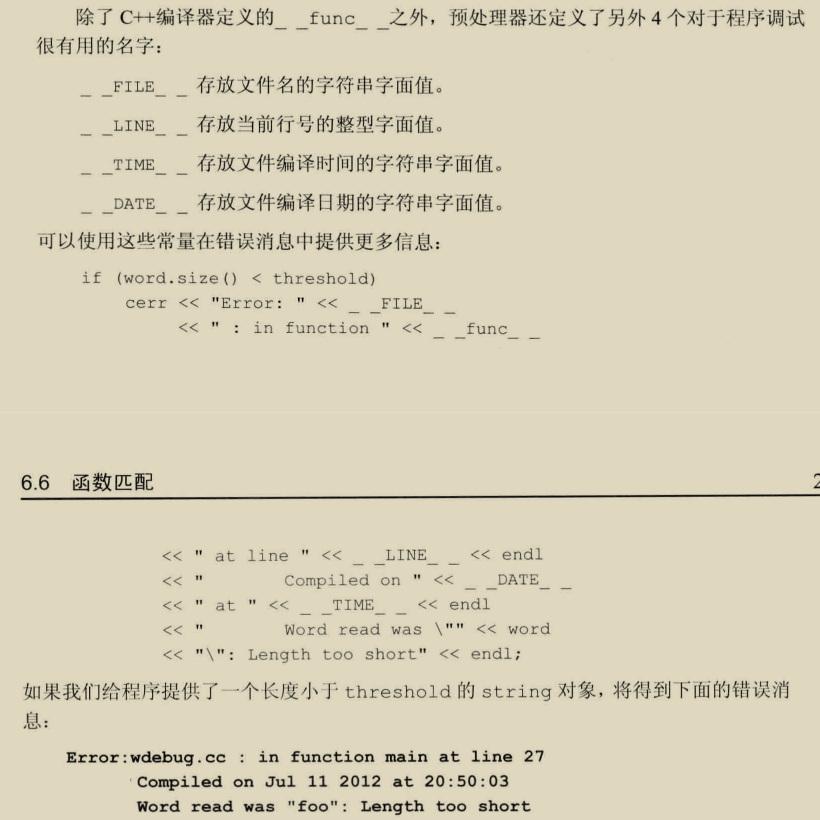 除了 C++编译器定义的_ _func_ _之外，预处理器还定义了另外 4 个对于程序调试
很有用的名字：
_ _FILE_ _ 存放文件名的字符串字面值。
_ _LINE_ _ 存放当前行号的整型字面值。
_ _TIME_ _ 存放文件编译时间的字符串字面值。
_ _DATE_ _ 存放文件编译日期的字符串字面值。
可以使用这些常量在错误消息中提供更多信息：
if (word.size() < threshold)
cerr << "Error: " << _ _FILE_ _
<< " : in function " << _ _func_ _
6.6 函数匹配
2
<< " at line " << _ _LINE_ _ << endl
<< "        Compiled on " << _ _DATE_ _
<< " at " << _ _TIME_ _ << endl
<< "        Word read was \"" << word
<< "\": Length too short" << endl;
如果我们给程序提供了一个长度小于 threshold 的 string 对象，将得到下面的错误消
息：
Error:wdebug.cc : in function main at line 27
Compiled on Jul 11 2012 at 20:50:03
Word read was "foo": Length too short